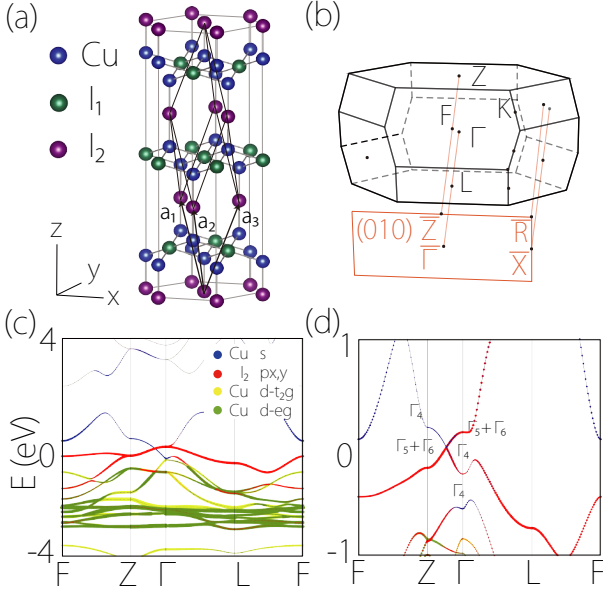 (a)
Cu
I₁
I₂
a₁
a₂
a₃
z
y
x
(b)
Z
K
F
Γ
L
(010)
Z̅
R̅
Γ̅
X̅
(c)
4
Cu s
I₂ px,y
Cu d-t₂g
Cu d-eg
E (eV)
0
-4
F Z Γ L F
(d)
1
Γ₄
Γ₅+Γ₆
Γ₅+Γ₆
Γ₄
Γ₄
0
-1
F Z Γ L F